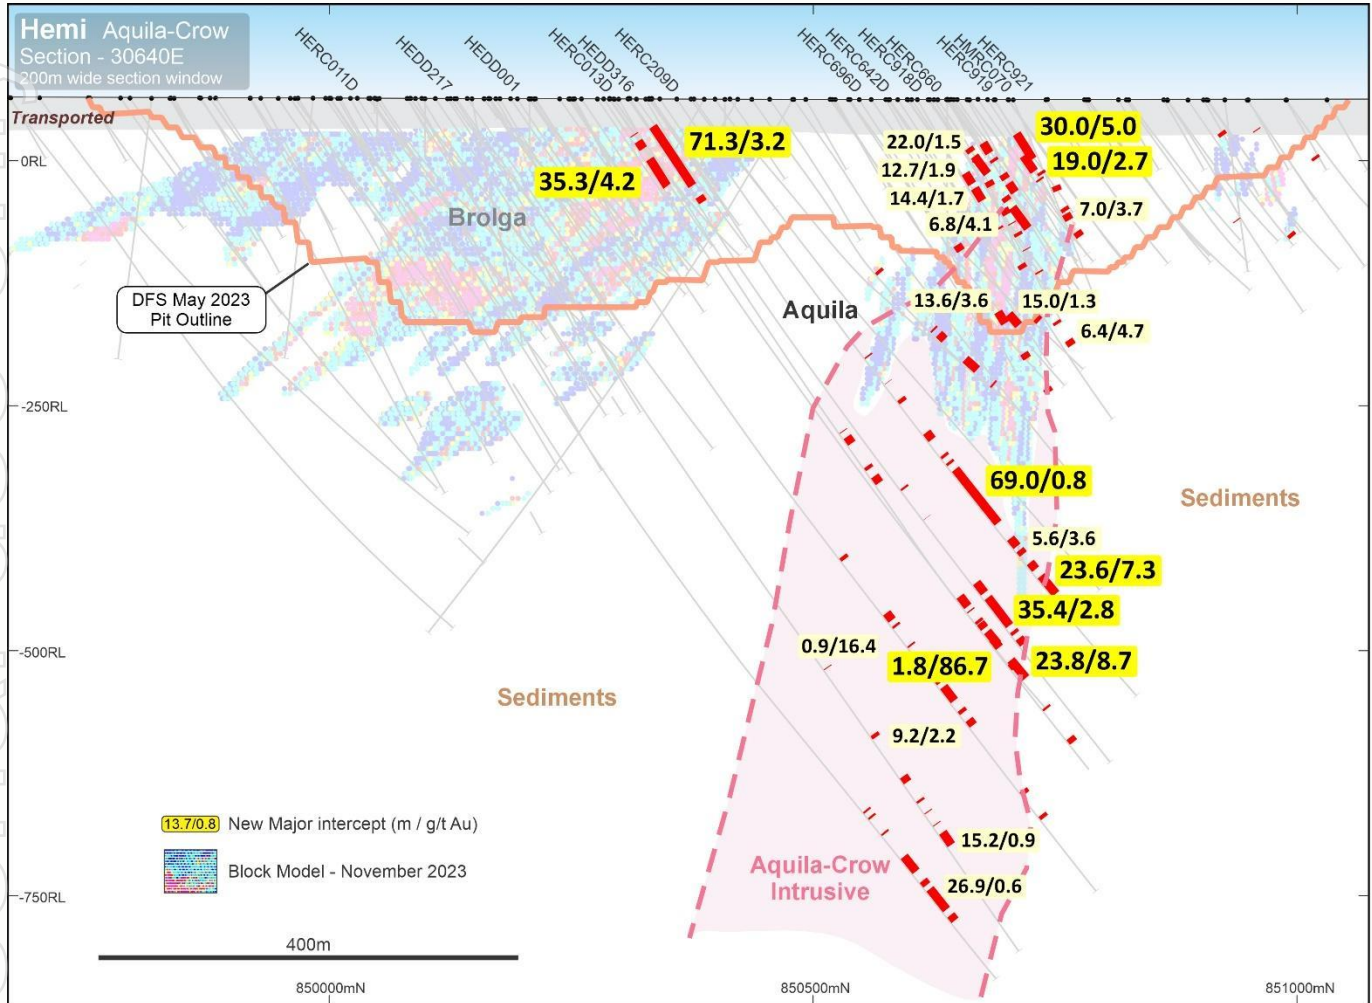 Hemi Aquila-Crow
Section - 30640E
200m wide section window
HERC011D
HEDD217
HEDD001
HERC013D
HEDD316
HERC209D
HERC696D
HERC642D
HERC918D
HERC660
HERC979
HMRC070
HERC921
Transported
0RL
71.3/3.2
35.3/4.2
Brolga
22.0/1.5
12.7/1.9
14.4/1.7
6.8/4.1
30.0/5.0
19.0/2.7
7.0/3.7
DFS May 2023
Pit Outline
Aquila
13.6/3.6
15.0/1.3
6.4/4.7
-250RL
69.0/0.8
Sediments
5.6/3.6
23.6/7.3
35.4/2.8
-500RL
0.9/16.4
1.8/86.7
23.8/8.7
Sediments
9.2/2.2
13.7/0.8 New Major intercept (m / g/t Au)
Block Model - November 2023
15.2/0.9
Aquila-Crow
Intrusive
26.9/0.6
-750RL
400m
850000mN
850500mN
851000mN